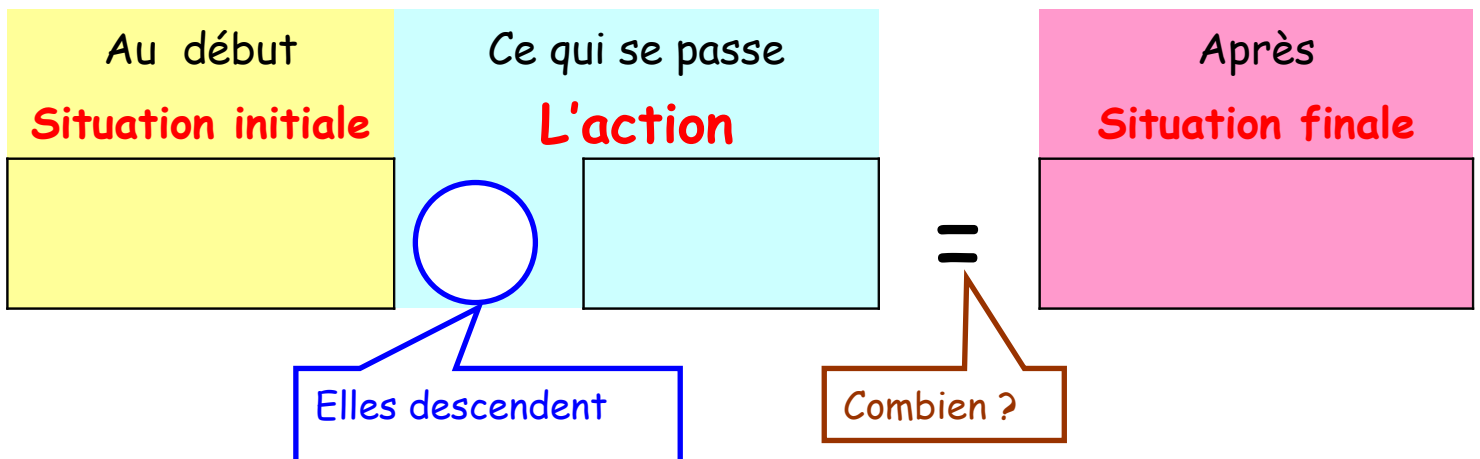 Au début
Situation initiale
Ce qui se passe
L'action
=
Après
Situation finale
Elles descendent
Combien ?